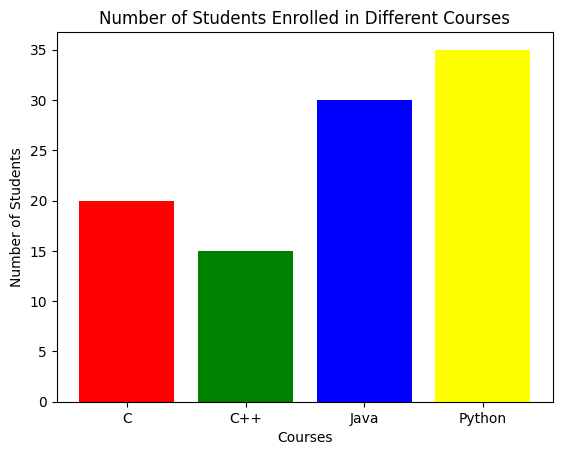 Number of Students Enrolled in Different Courses
Number of Students
35
30
25
20
15
10
5
0
C
C++
Java
Python
Courses